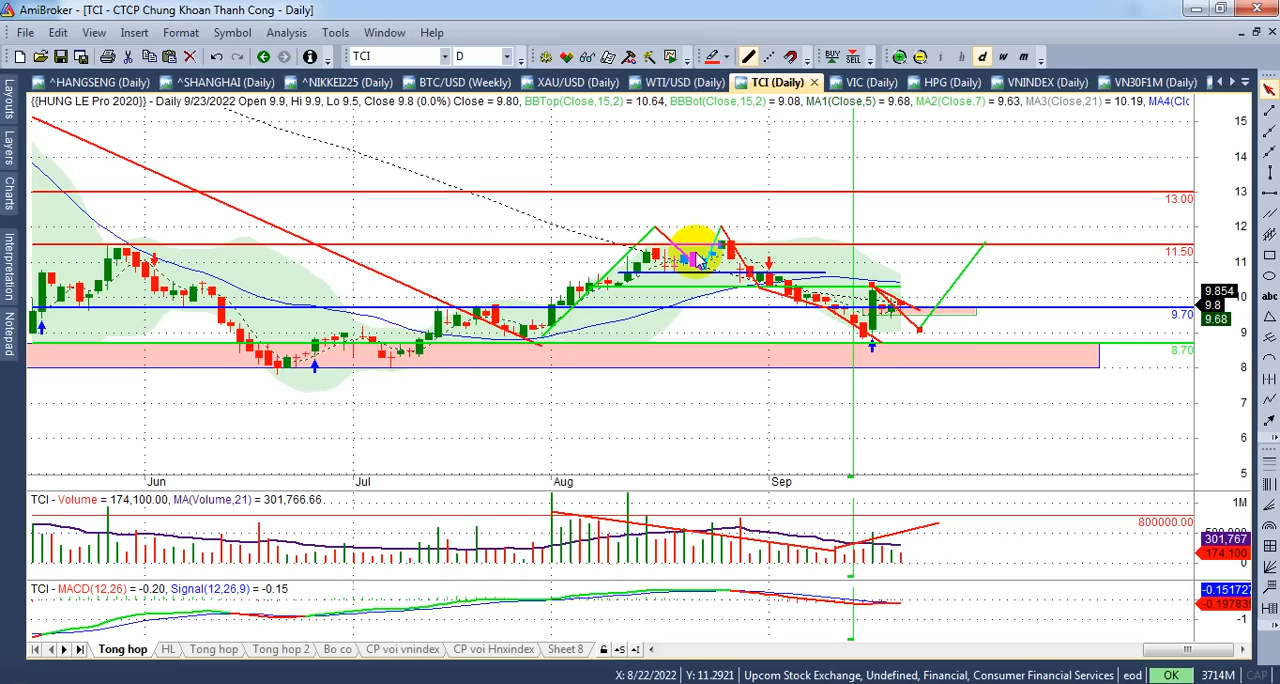 AmiBroker - [TCI - CTCP Chung Khoan Thanh Cong - Daily]
File Edit View Insert Format Symbol Analysis Tools Window Help
TCI D BUY SELL i h d w m
^HANGSENG (Daily) ^SHANGHAI (Daily) ^NIKKEI225 (Daily) BTC/USD (Weekly) XAU/USD (Daily) WTI/USD (Daily) TCI (Daily) VIC (Daily) HPG (Daily) VNINDEX (Daily) VN30F1M (Daily)
Layouts
Layers
Charts
Interpretation
Notepad
{{HUNG LE Pro 2020}} - Daily 9/23/2022 Open 9.9, Hi 9.9, Lo 9.5, Close 9.8 (0.0%) Close = 9.80, BBTop(Close,15,2) = 10.64, BBBot(Close,15,2) = 9.08, MA1(Close,5) = 9.68, MA2(Close,7) = 9.63, MA3(Close,21) = 10.19, MA4(Clo
15
14
13
13.00
12
11.50
11
10
9.854
9.8
9.70
9.68
9
8.70
8
7
6
5
Jun Jul Aug Sep
TCI - Volume = 174,100.00, MA(Volume,21) = 301,766.66
1M
800000.00
301,767
174,100
0
TCI - MACD(12,26) = -0.20, Signal(12,26,9) = -0.15
-0.151727
-0.19783
-1
Tong hop HL Tong hop Tong hop 2 Bo co CP voi vnindex CP voi Hnxindex Sheet 8
X: 8/22/2022 Y: 11.2921 Upcom Stock Exchange, Undefined, Financial, Consumer Financial Services eod OK 3714M CAP
abc